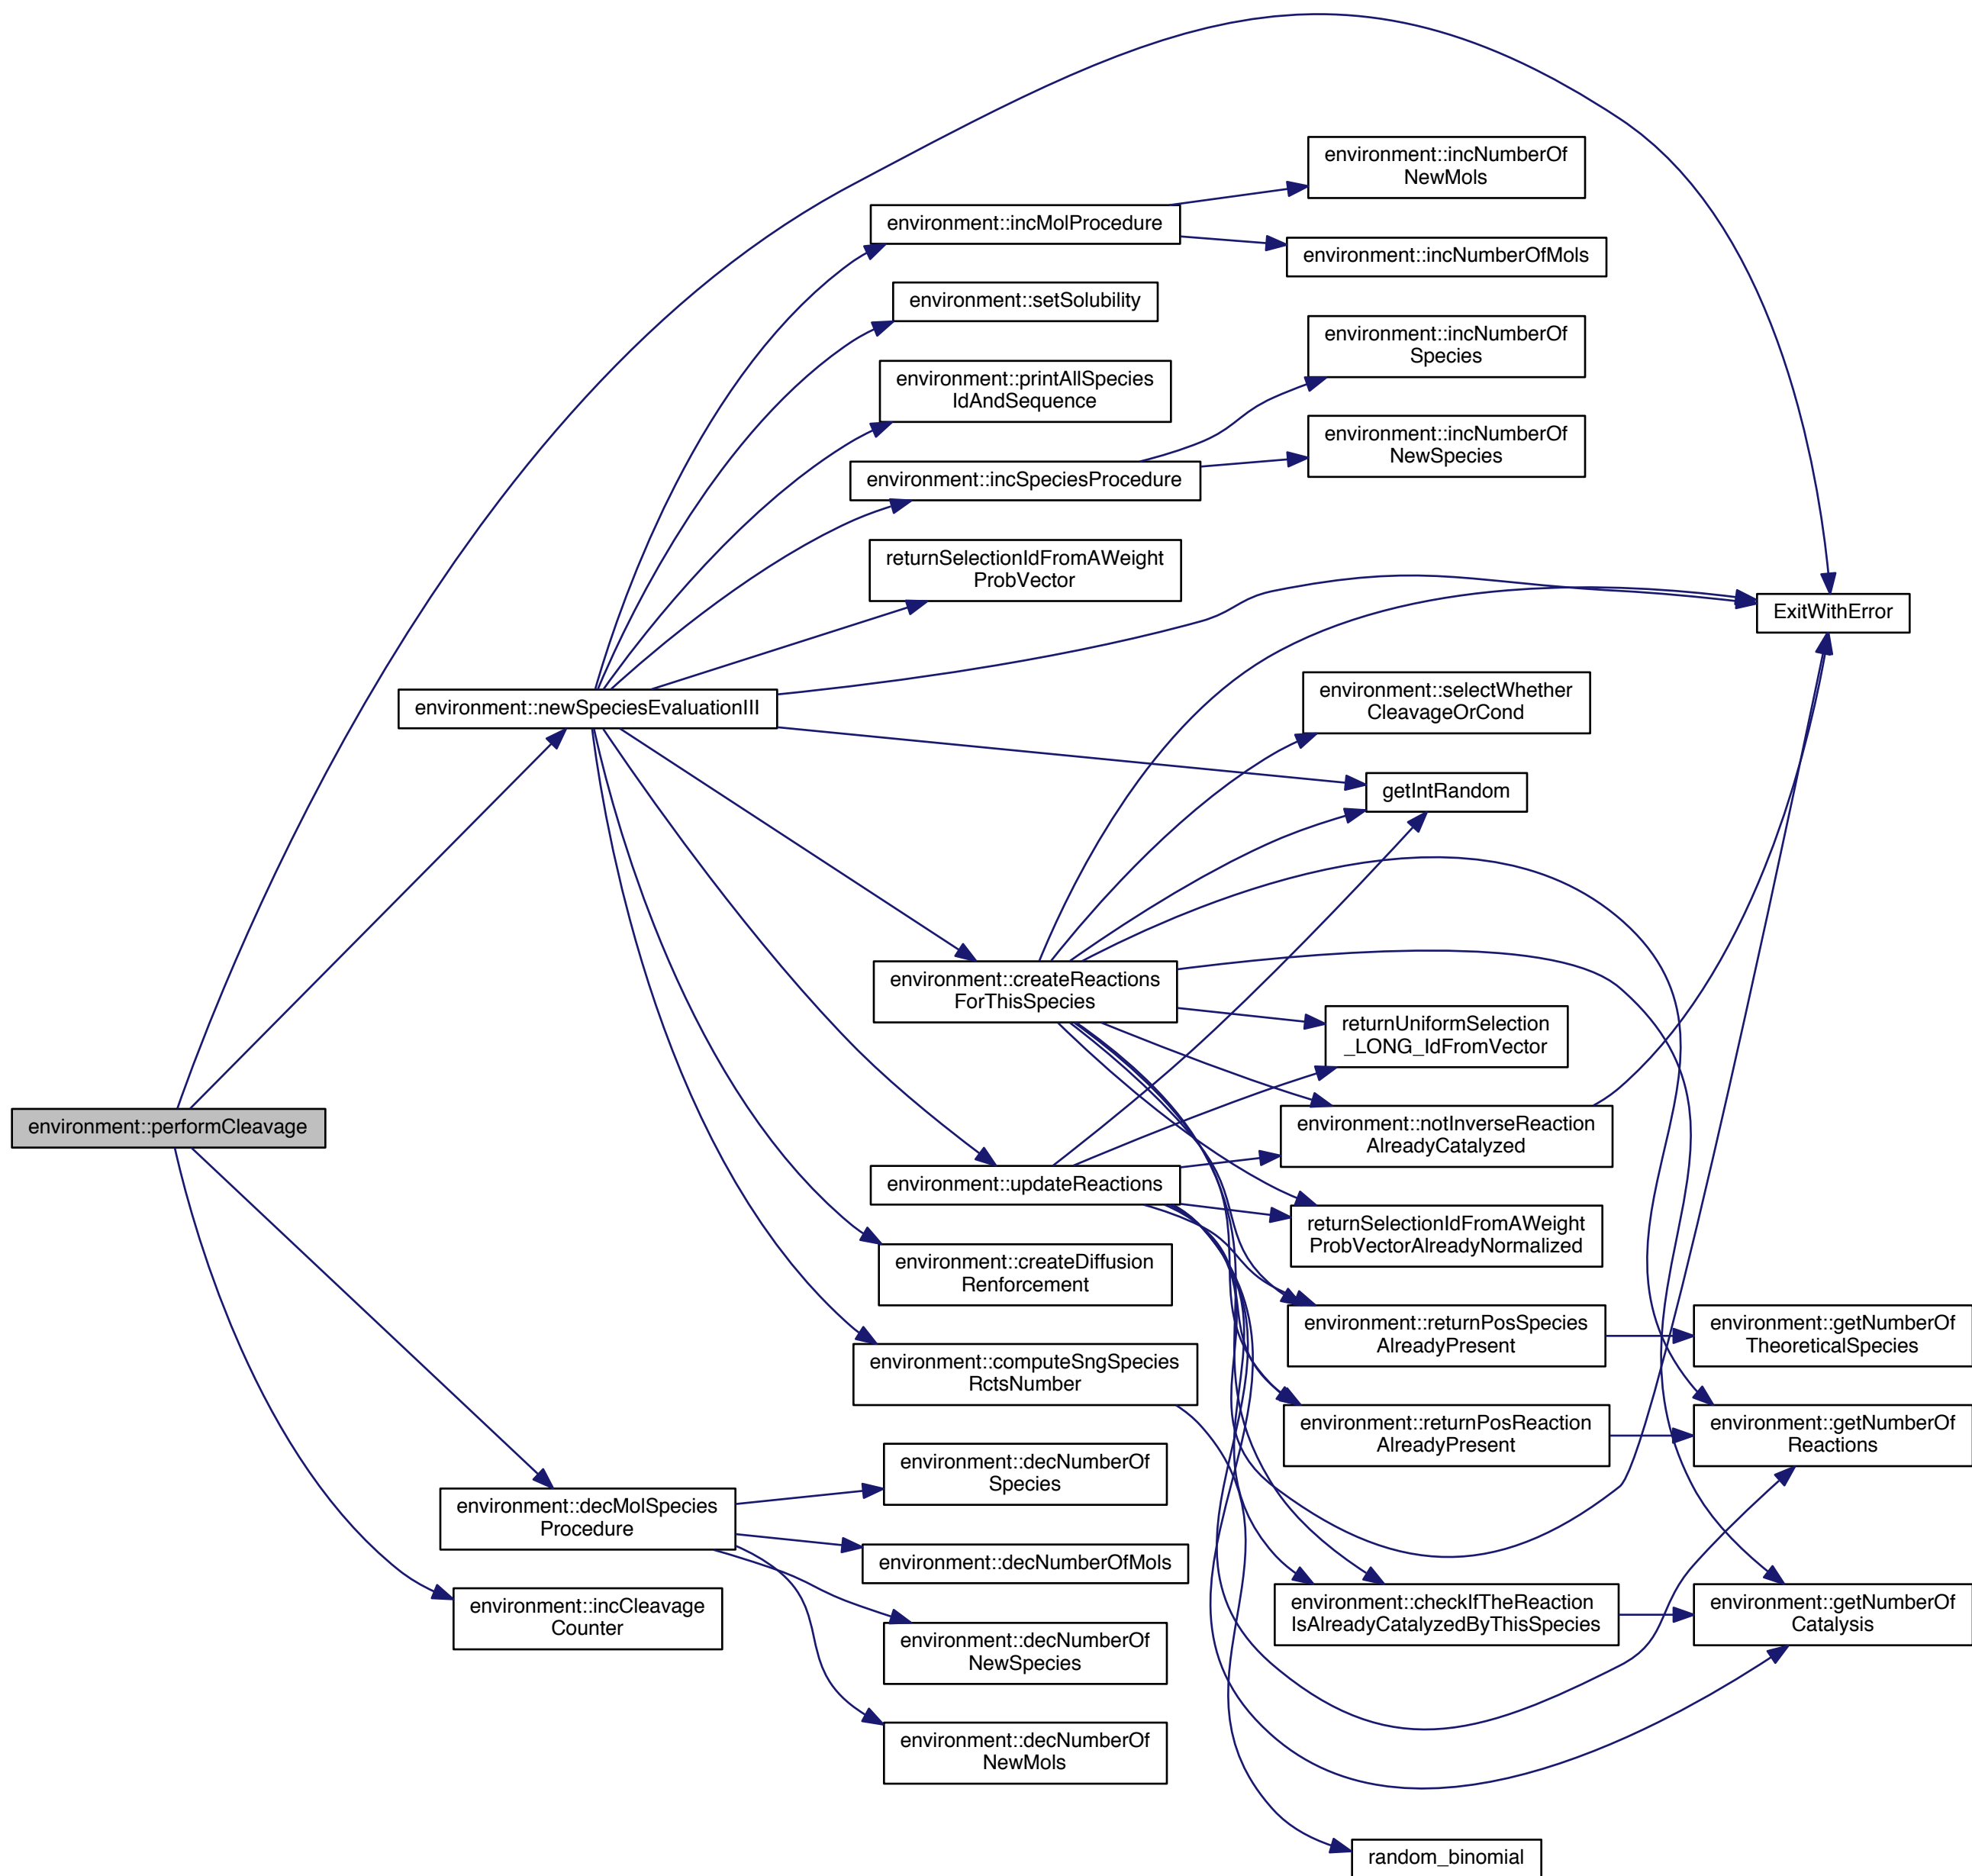 environment::incNumberOf
NewMols
environment::incMolProcedure
environment::incNumberOfMols
environment::setSolubility
environment::incNumberOf
Species
environment::printAllSpecies
IdAndSequence
environment::incNumberOf
NewSpecies
environment::incSpeciesProcedure
returnSelectionIdFromAWeight
ProbVector
ExitWithError
environment::newSpeciesEvaluationIII
environment::selectWhether
CleavageOrCond
getIntRandom
environment::createReactions
ForThisSpecies
returnUniformSelection
_LONG_IdFromVector
environment::performCleavage
environment::notInverseReaction
AlreadyCatalyzed
environment::updateReactions
returnSelectionIdFromAWeight
ProbVectorAlreadyNormalized
environment::createDiffusion
Renforcement
environment::returnPosSpecies
AlreadyPresent
environment::getNumberOf
TheoreticalSpecies
environment::computeSngSpecies
RctsNumber
environment::returnPosReaction
AlreadyPresent
environment::getNumberOf
Reactions
environment::decNumberOf
Species
environment::decMolSpecies
Procedure
environment::decNumberOfMols
environment::incCleavage
Counter
environment::checkIfTheReaction
IsAlreadyCatalyzedByThisSpecies
environment::getNumberOf
Catalysis
environment::decNumberOf
NewSpecies
environment::decNumberOf
NewMols
random_binomial